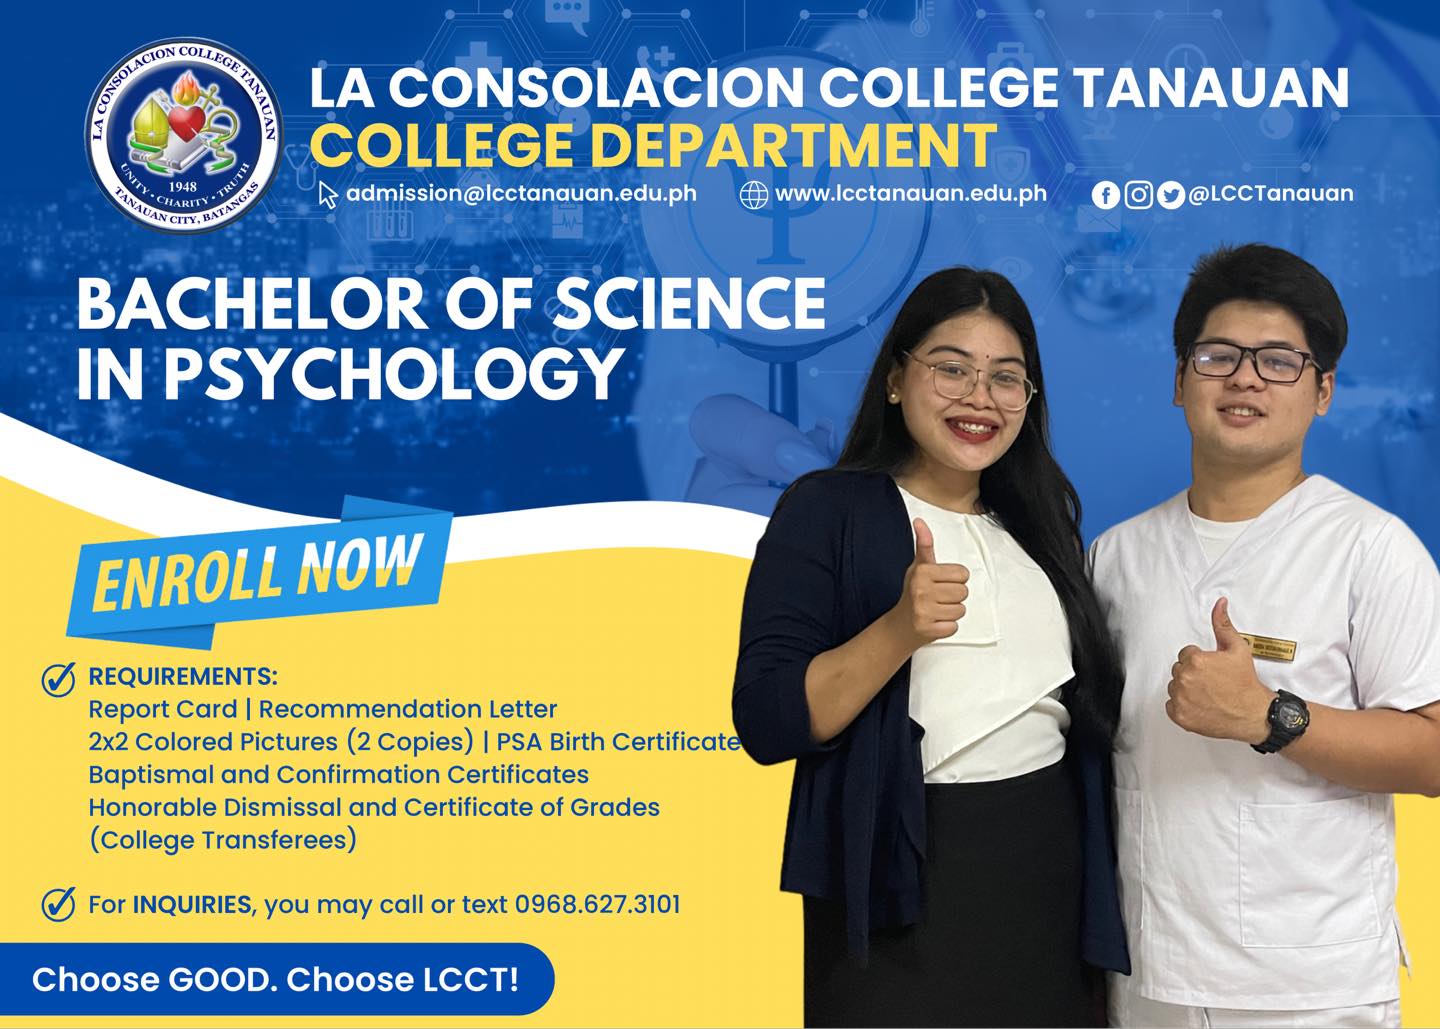 LA CONSOLACION COLLEGE TANAUAN
UNITY • CHARITY • TRUTH
1948
TANAUAN CITY, BATANGAS
LA CONSOLACION COLLEGE TANAUAN
COLLEGE DEPARTMENT
admission@lcctanauan.edu.ph
www.lcctanauan.edu.ph
@LCCTanauan
BACHELOR OF SCIENCE
IN PSYCHOLOGY
ENROLL NOW
REQUIREMENTS:
Report Card | Recommendation Letter
2x2 Colored Pictures (2 Copies) | PSA Birth Certificate
Baptismal and Confirmation Certificates
Honorable Dismissal and Certificate of Grades
(College Transferees)
For INQUIRIES, you may call or text 0968.627.3101
Choose GOOD. Choose LCCT!